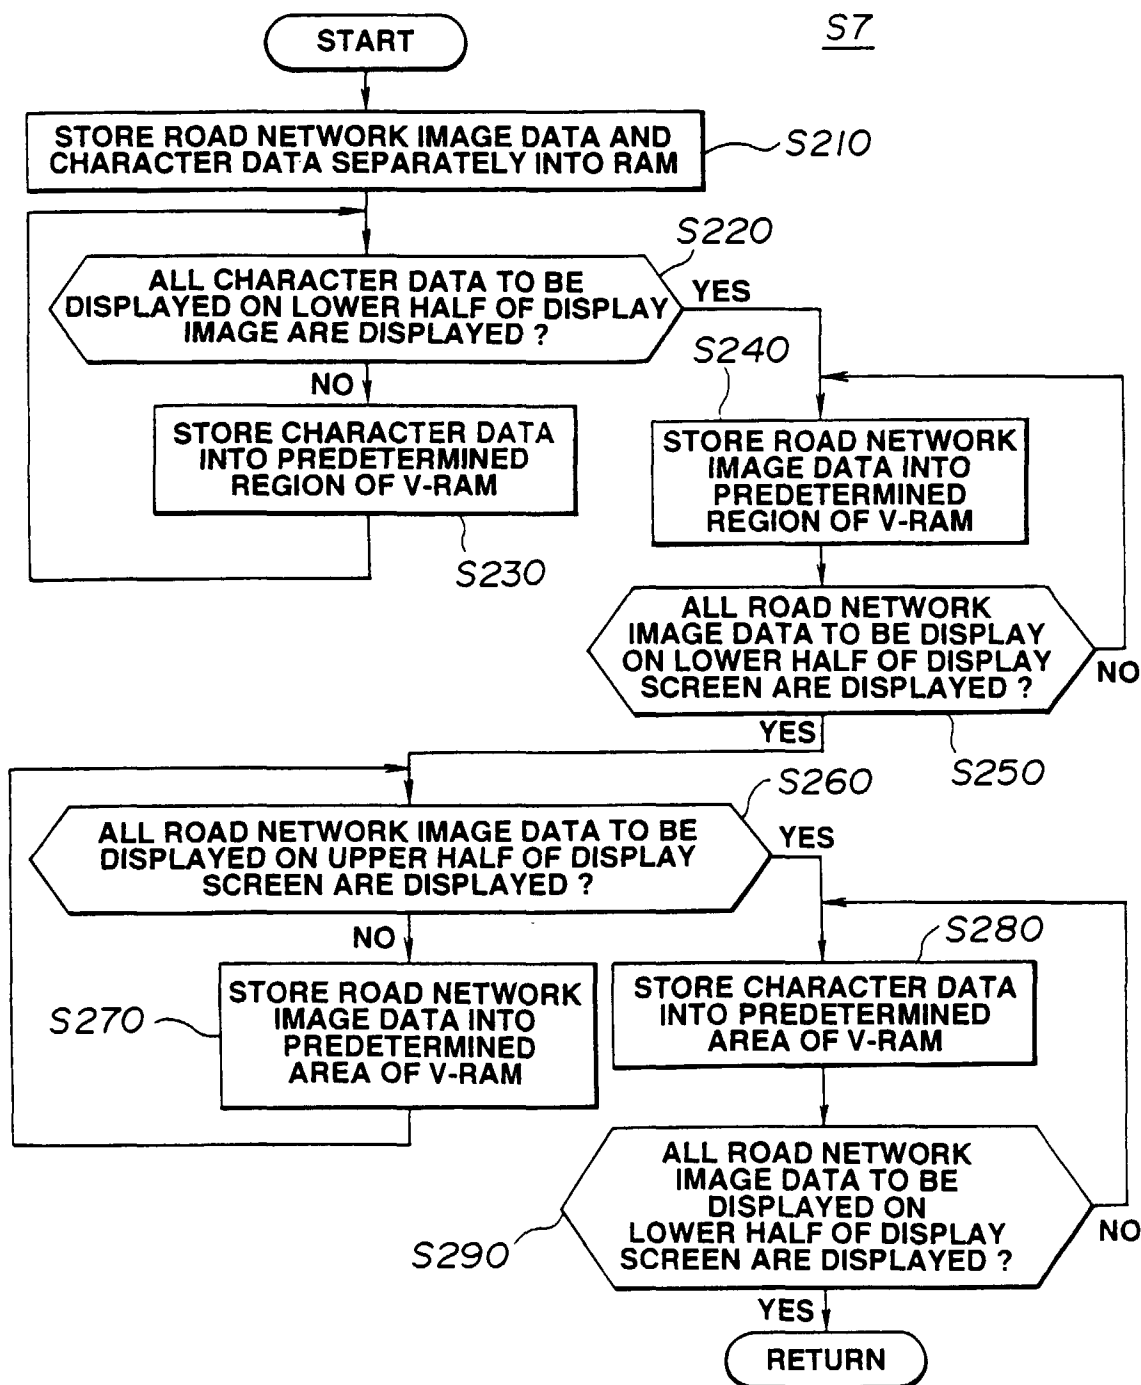 START
S7
STORE ROAD NETWORK IMAGE DATA AND
CHARACTER DATA SEPARATELY INTO RAM
S210
S220
ALL CHARACTER DATA TO BE
DISPLAYED ON LOWER HALF OF DISPLAY
IMAGE ARE DISPLAYED ?
YES
NO
S240
STORE CHARACTER DATA
INTO PREDETERMINED
REGION OF V-RAM
S230
STORE ROAD NETWORK
IMAGE DATA INTO
PREDETERMINED
REGION OF V-RAM
ALL ROAD NETWORK
IMAGE DATA TO BE DISPLAY
ON LOWER HALF OF DISPLAY
SCREEN ARE DISPLAYED ?
NO
YES
S250
S260
ALL ROAD NETWORK IMAGE DATA TO BE
DISPLAYED ON UPPER HALF OF DISPLAY
SCREEN ARE DISPLAYED ?
YES
NO
S280
S270
STORE ROAD NETWORK
IMAGE DATA INTO
PREDETERMINED
AREA OF V-RAM
STORE CHARACTER DATA
INTO PREDETERMINED
AREA OF V-RAM
ALL ROAD NETWORK
IMAGE DATA TO BE
DISPLAYED ON
LOWER HALF OF DISPLAY
SCREEN ARE DISPLAYED ?
NO
S290
YES
RETURN